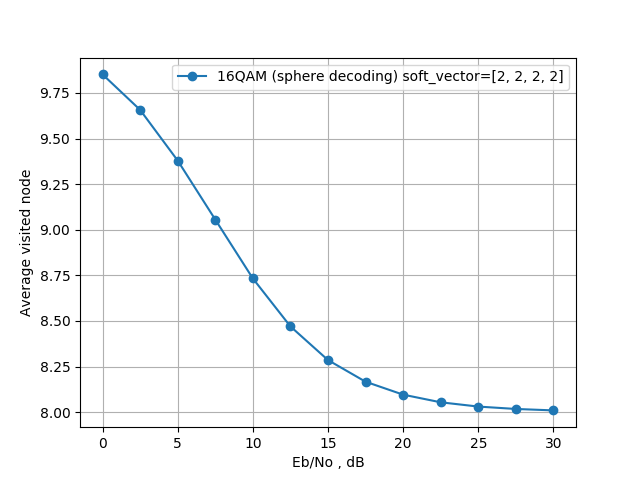 16QAM (sphere decoding) soft_vector=[2, 2, 2, 2]
9.75
9.50
9.25
9.00
8.75
8.50
8.25
8.00
Average visited node
0 5 10 15 20 25 30
Eb/No , dB